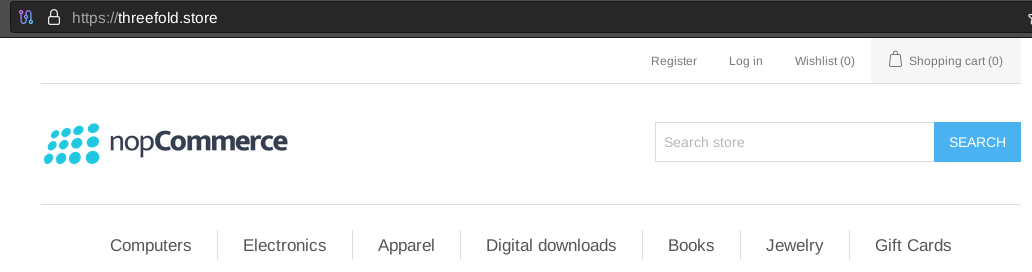 https://threefold.store
Register Log in Wishlist (0) Shopping cart (0)
nopCommerce
Search store SEARCH
Computers Electronics Apparel Digital downloads Books Jewelry Gift Cards